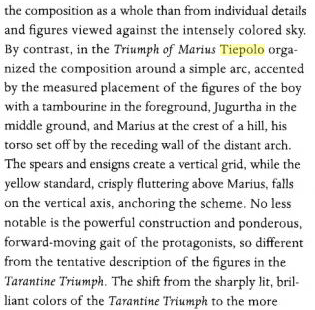 the composition as a whole than from individual details
and figures viewed against the intensely colored sky.
By contrast, in the Triumph of Marius Tiepolo orga-
nized the composition around a simple arc, accented
by the measured placement of the figures of the boy
with a tambourine in the foreground, Jugurtha in the
middle ground, and Marius at the crest of a hill, his
torso set off by the receding wall of the distant arch.
The spears and ensigns create a vertical grid, while the
yellow standard, crisply fluttering above Marius, falls
on the vertical axis, anchoring the scheme. No less
notable is the powerful construction and ponderous,
forward-moving gait of the protagonists, so different
from the tentative description of the figures in the
Tarantine Triumph. The shift from the sharply lit, bril-
liant colors of the Tarantine Triumph to the more